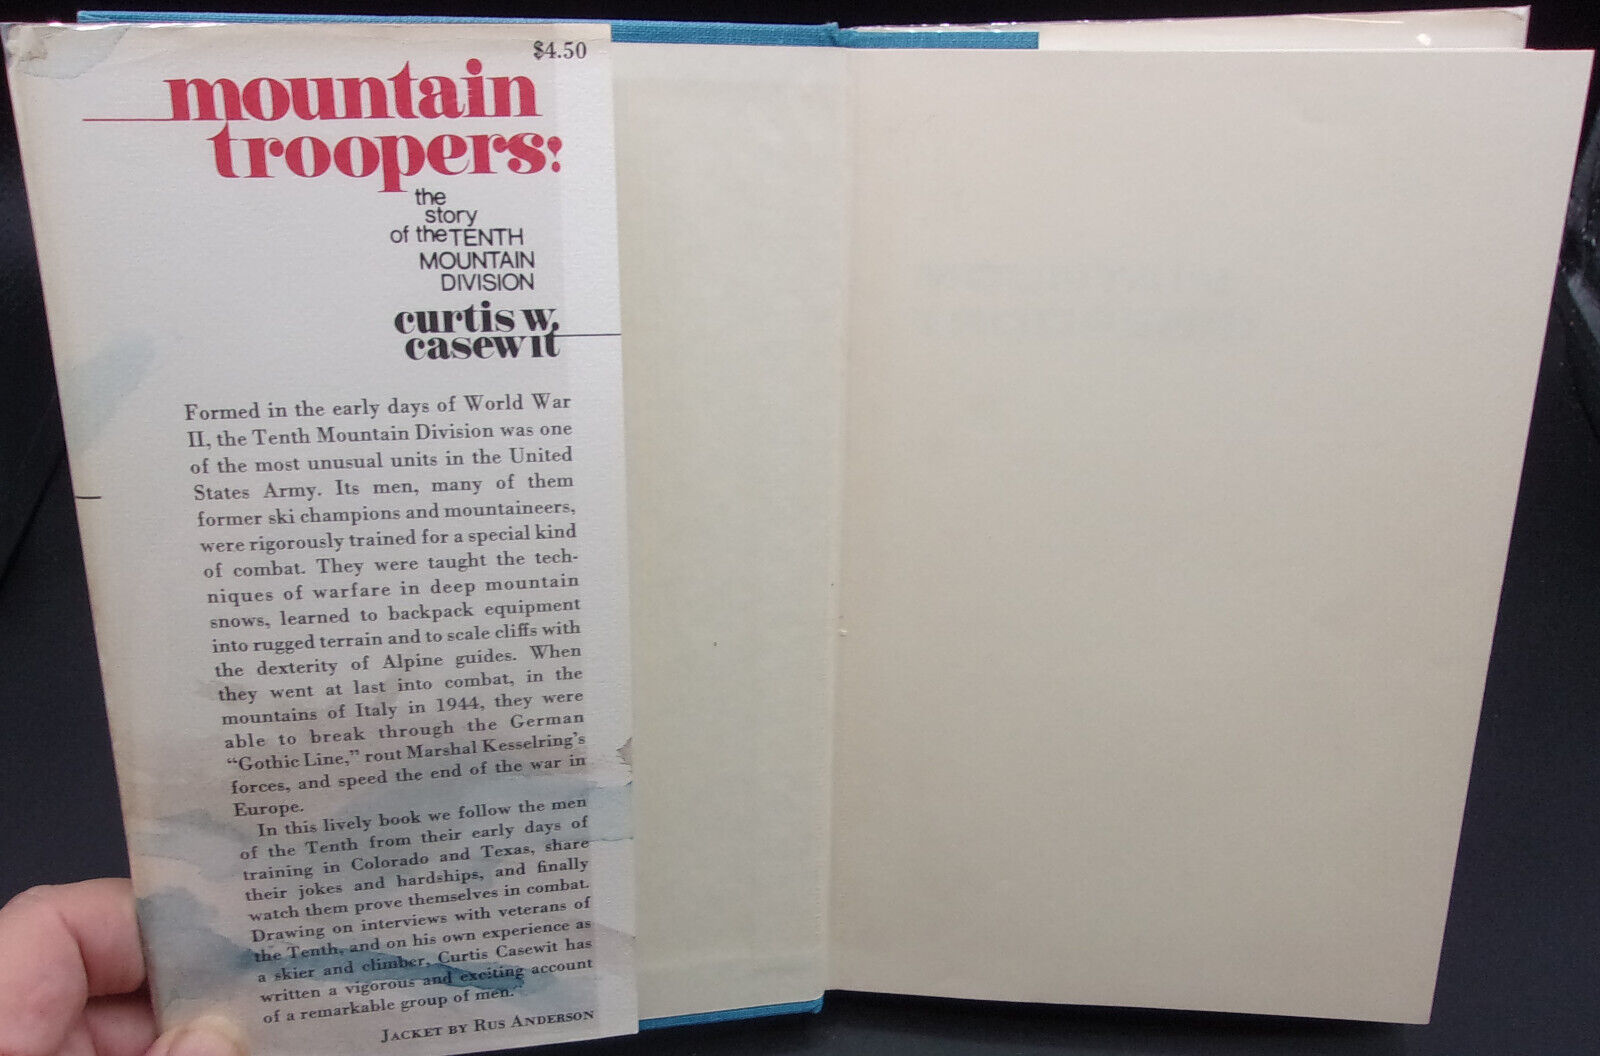 $4.50
mountain
troopers!
the
story
of the TENTH
MOUNTAIN
DIVISION
curtis w.
casewit
Formed in the early days of World War
II, the Tenth Mountain Division was one
of the most unusual units in the United
States Army. Its men, many of them
former ski champions and mountaineers,
were rigorously trained for a special kind
of combat. They were taught the tech-
niques of warfare in deep mountain
snows, learned to backpack equipment
into rugged terrain and to scale cliffs with
the dexterity of Alpine guides. When
they went at last into combat, in the
mountains of Italy in 1944, they were
able to break through the German
“Gothic Line,” rout Marshal Kesselring’s
forces, and speed the end of the war in
Europe.
In this lively book we follow the men
of the Tenth from their early days of
training in Colorado and Texas, share
their jokes and hardships, and finally
watch them prove themselves in combat.
Drawing on interviews with veterans of
the Tenth, and on his own experience as
a skier and climber, Curtis Casewit has
written a vigorous and exciting account
of a remarkable group of men.
JACKET BY RUS ANDERSON